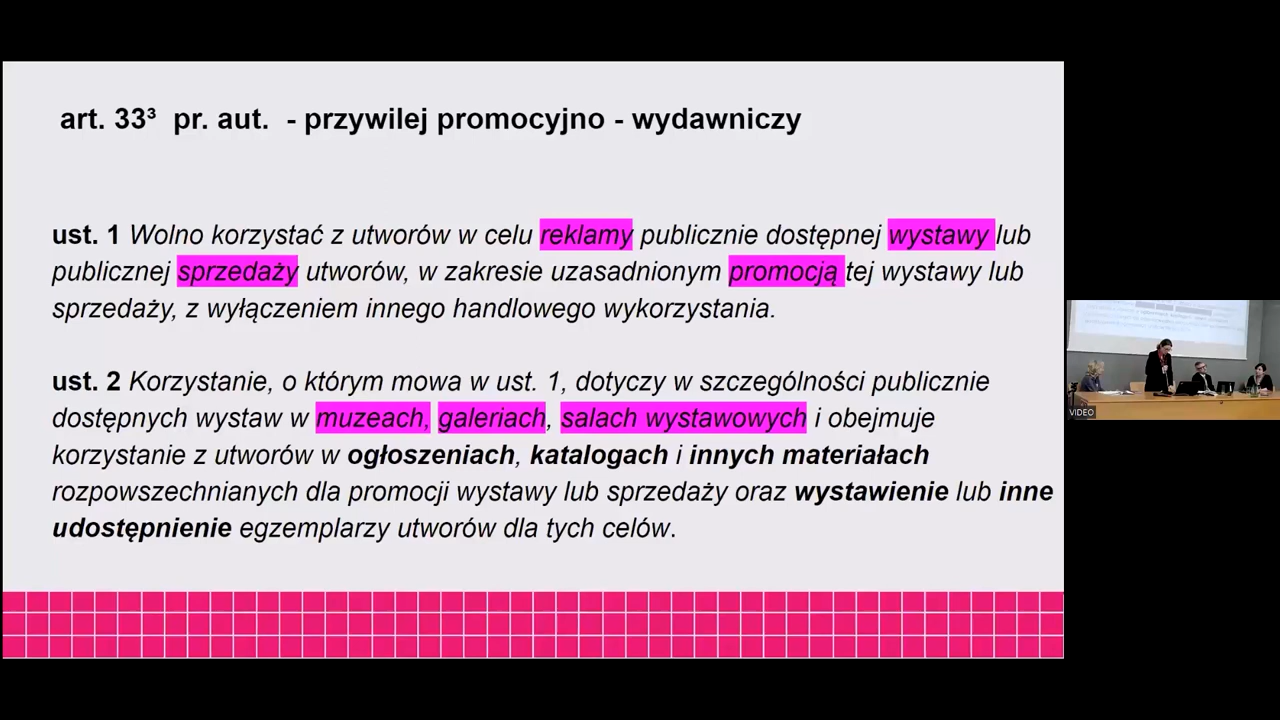 art. 33³ pr. aut. - przywilej promocyjno - wydawniczy
ust. 1 Wolno korzystać z utworów w celu reklamy publicznie dostępnej wystawy lub
publicznej sprzedaży utworów, w zakresie uzasadnionym promocją tej wystawy lub
sprzedaży, z wyłączeniem innego handlowego wykorzystania.
ust. 2 Korzystanie, o którym mowa w ust. 1, dotyczy w szczególności publicznie
dostępnych wystaw w muzeach, galeriach, salach wystawowych i obejmuje
korzystanie z utworów w ogłoszeniach, katalogach i innych materiałach
rozpowszechnianych dla promocji wystawy lub sprzedaży oraz wystawienie lub inne
udostępnienie egzemplarzy utworów dla tych celów.
VIDEO